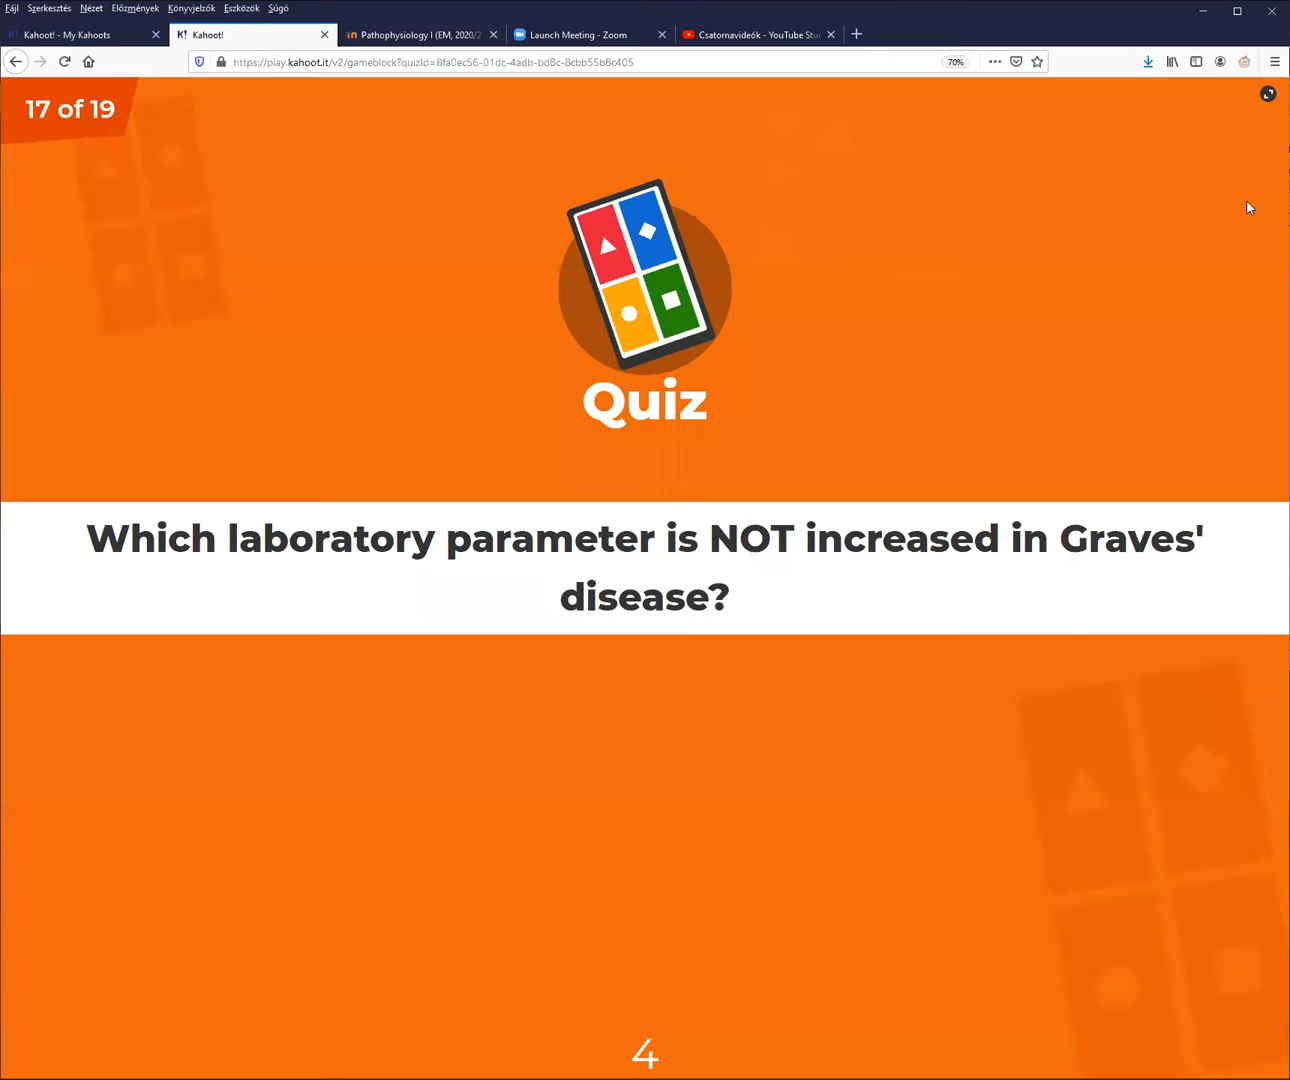 Fájl Szerkesztés Nézet Előzmények Könyvjelzők Eszközök Súgó
K! Kahoot! - My Kahoots
K! Kahoot!
Pathophysiology I (EM, 2020/2
Launch Meeting - Zoom
Csatornavideók - YouTube Stu
https://play.kahoot.it/v2/gameblock?quizId=8fa0ec56-01dc-4adb-bd8c-8cbb55b8c405
70%
17 of 19
Quiz
Which laboratory parameter is NOT increased in Graves'
disease?
4